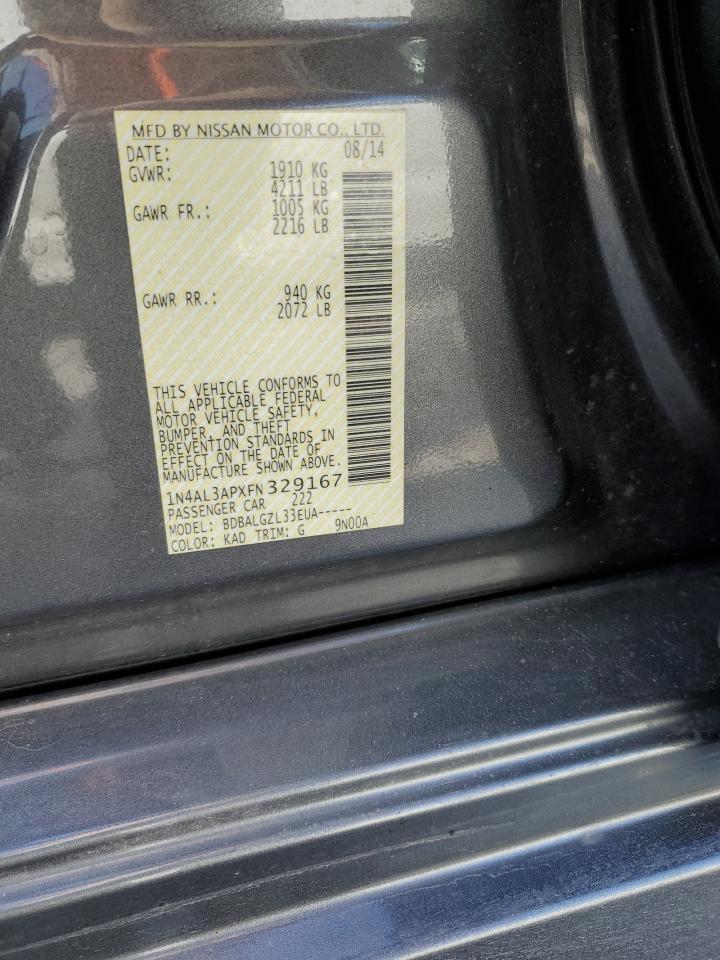 MFD BY NISSAN MOTOR CO., LTD.
DATE: 08/14
GVWR: 1910 KG
4211 LB
GAWR FR.: 1005 KG
2216 LB
GAWR RR.: 940 KG
2072 LB
THIS VEHICLE CONFORMS TO
ALL APPLICABLE FEDERAL
MOTOR VEHICLE SAFETY,
BUMPER, AND THEFT
PREVENTION STANDARDS IN
EFFECT ON THE DATE OF
MANUFACTURE SHOWN ABOVE.
1N4AL3APXFN329167
PASSENGER CAR 222
MODEL: BDBALGZL33EUA-----
COLOR: KAD TRIM: G 9N00A